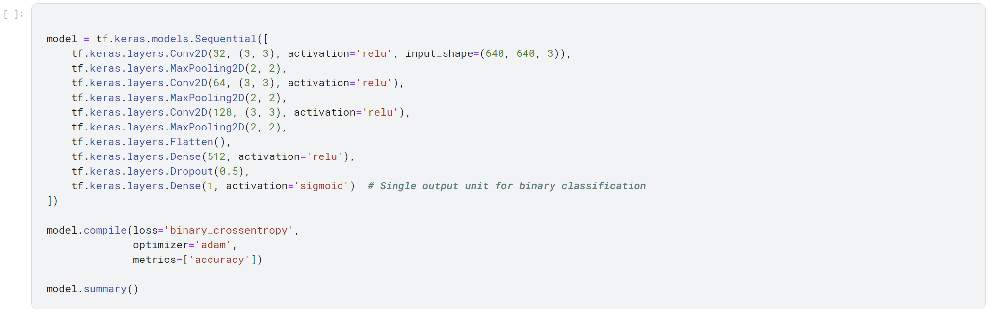 [ ]:
model = tf.keras.models.Sequential([
    tf.keras.layers.Conv2D(32, (3, 3), activation='relu', input_shape=(640, 640, 3)),
    tf.keras.layers.MaxPooling2D(2, 2),
    tf.keras.layers.Conv2D(64, (3, 3), activation='relu'),
    tf.keras.layers.MaxPooling2D(2, 2),
    tf.keras.layers.Conv2D(128, (3, 3), activation='relu'),
    tf.keras.layers.MaxPooling2D(2, 2),
    tf.keras.layers.Flatten(),
    tf.keras.layers.Dense(512, activation='relu'),
    tf.keras.layers.Dropout(0.5),
    tf.keras.layers.Dense(1, activation='sigmoid')  # Single output unit for binary classification
])
model.compile(loss='binary_crossentropy',
              optimizer='adam',
              metrics=['accuracy'])
model.summary()